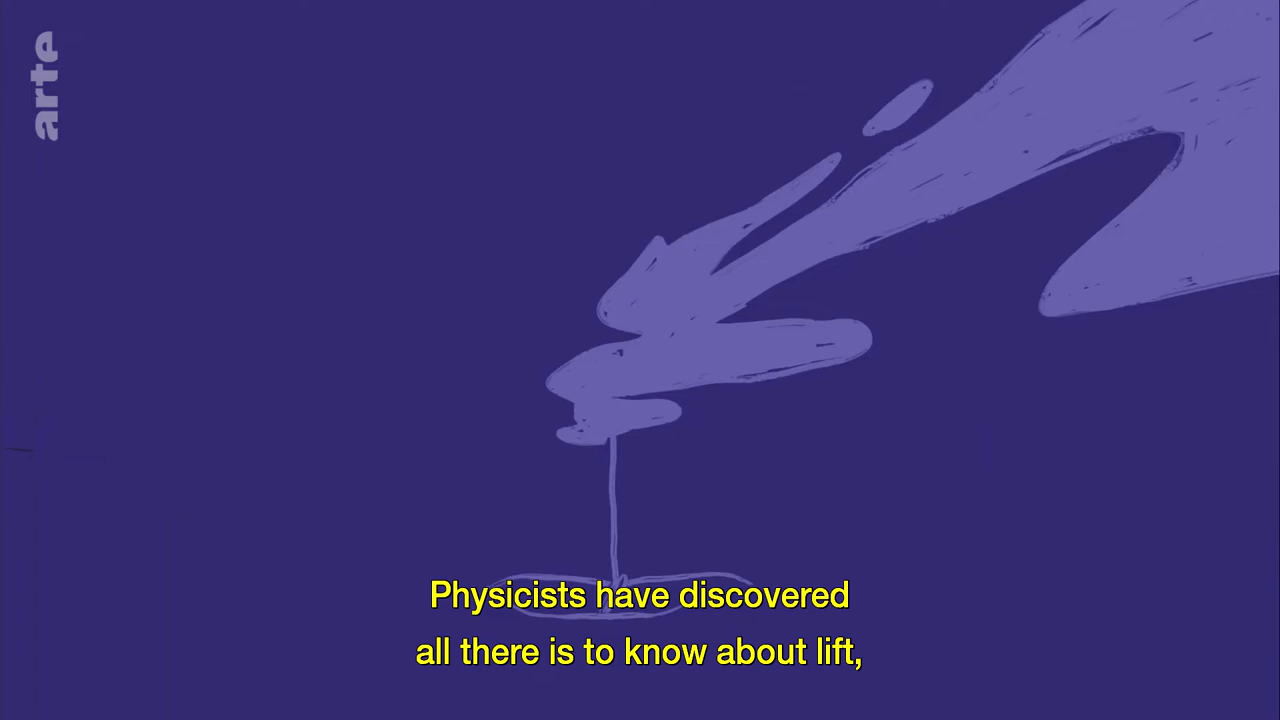 arte
Physicists have discovered
all there is to know about lift,